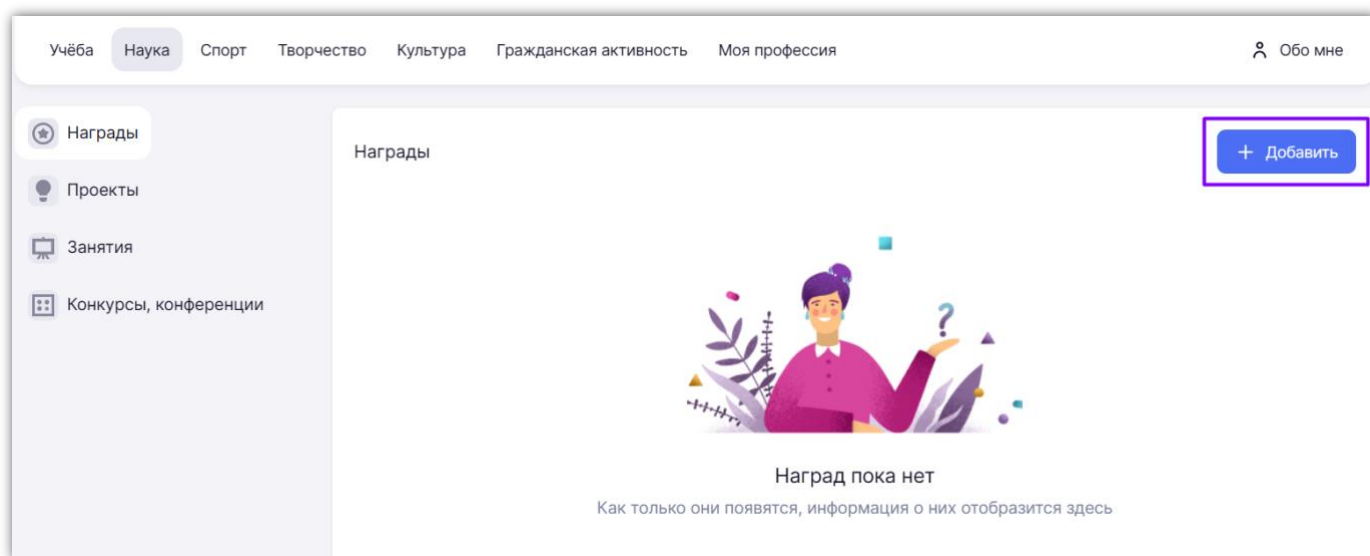 Учёба Наука Спорт Творчество Культура Гражданская активность Моя профессия Обо мне
Награды
Проекты
Занятия
Конкурсы, конференции
Награды
+ Добавить
Наград пока нет
Как только они появятся, информация о них отобразится здесь